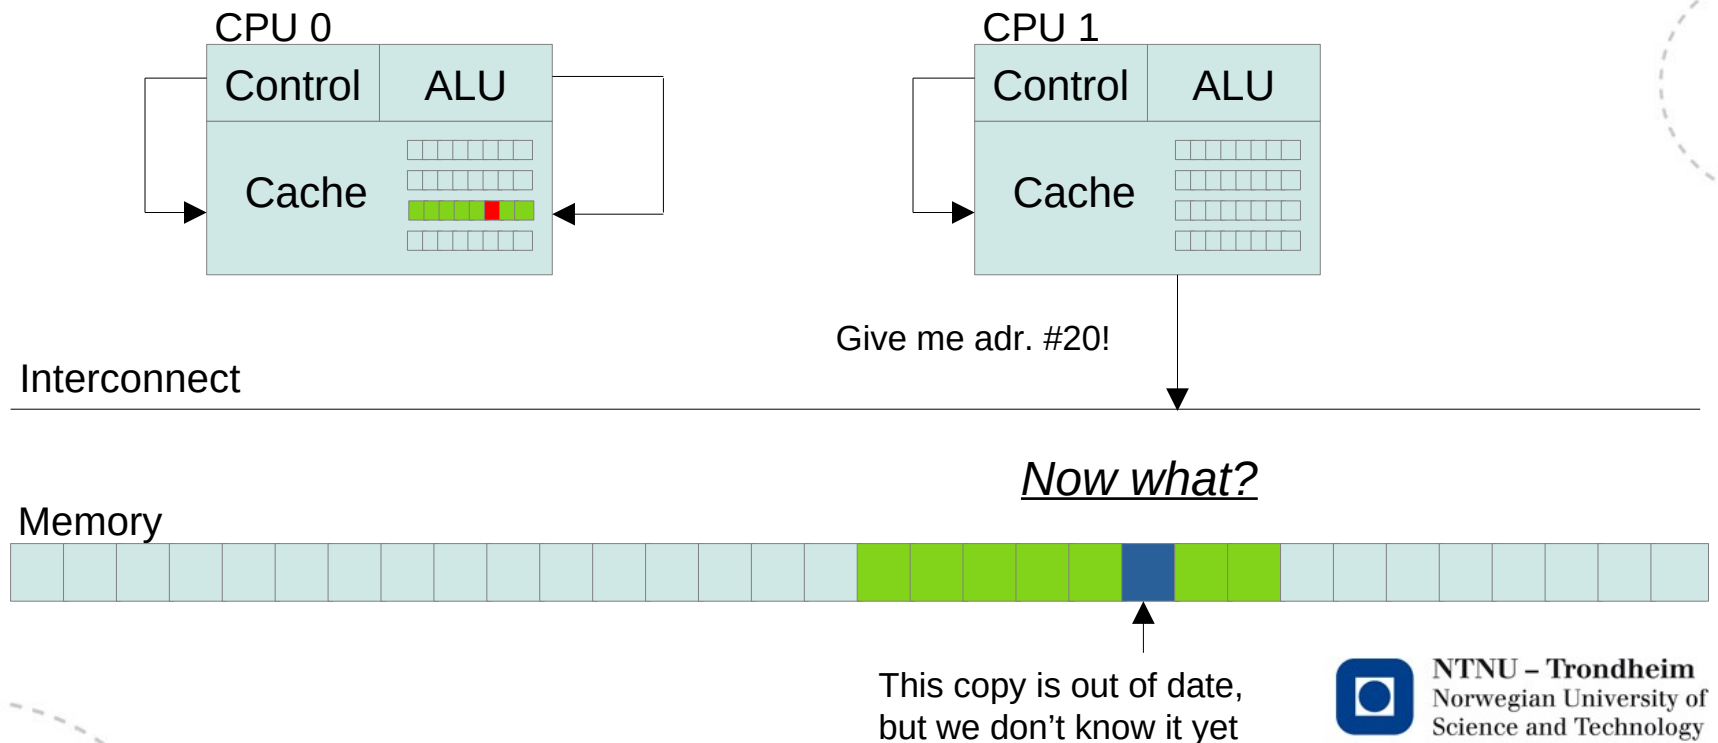 CPU 0
CPU 1
Control
ALU
Control
ALU
Cache
Cache
Give me adr. #20!
Interconnect
Now what?
Memory
This copy is out of date,
but we don't know it yet
NTNU – Trondheim
Norwegian University of
Science and Technology